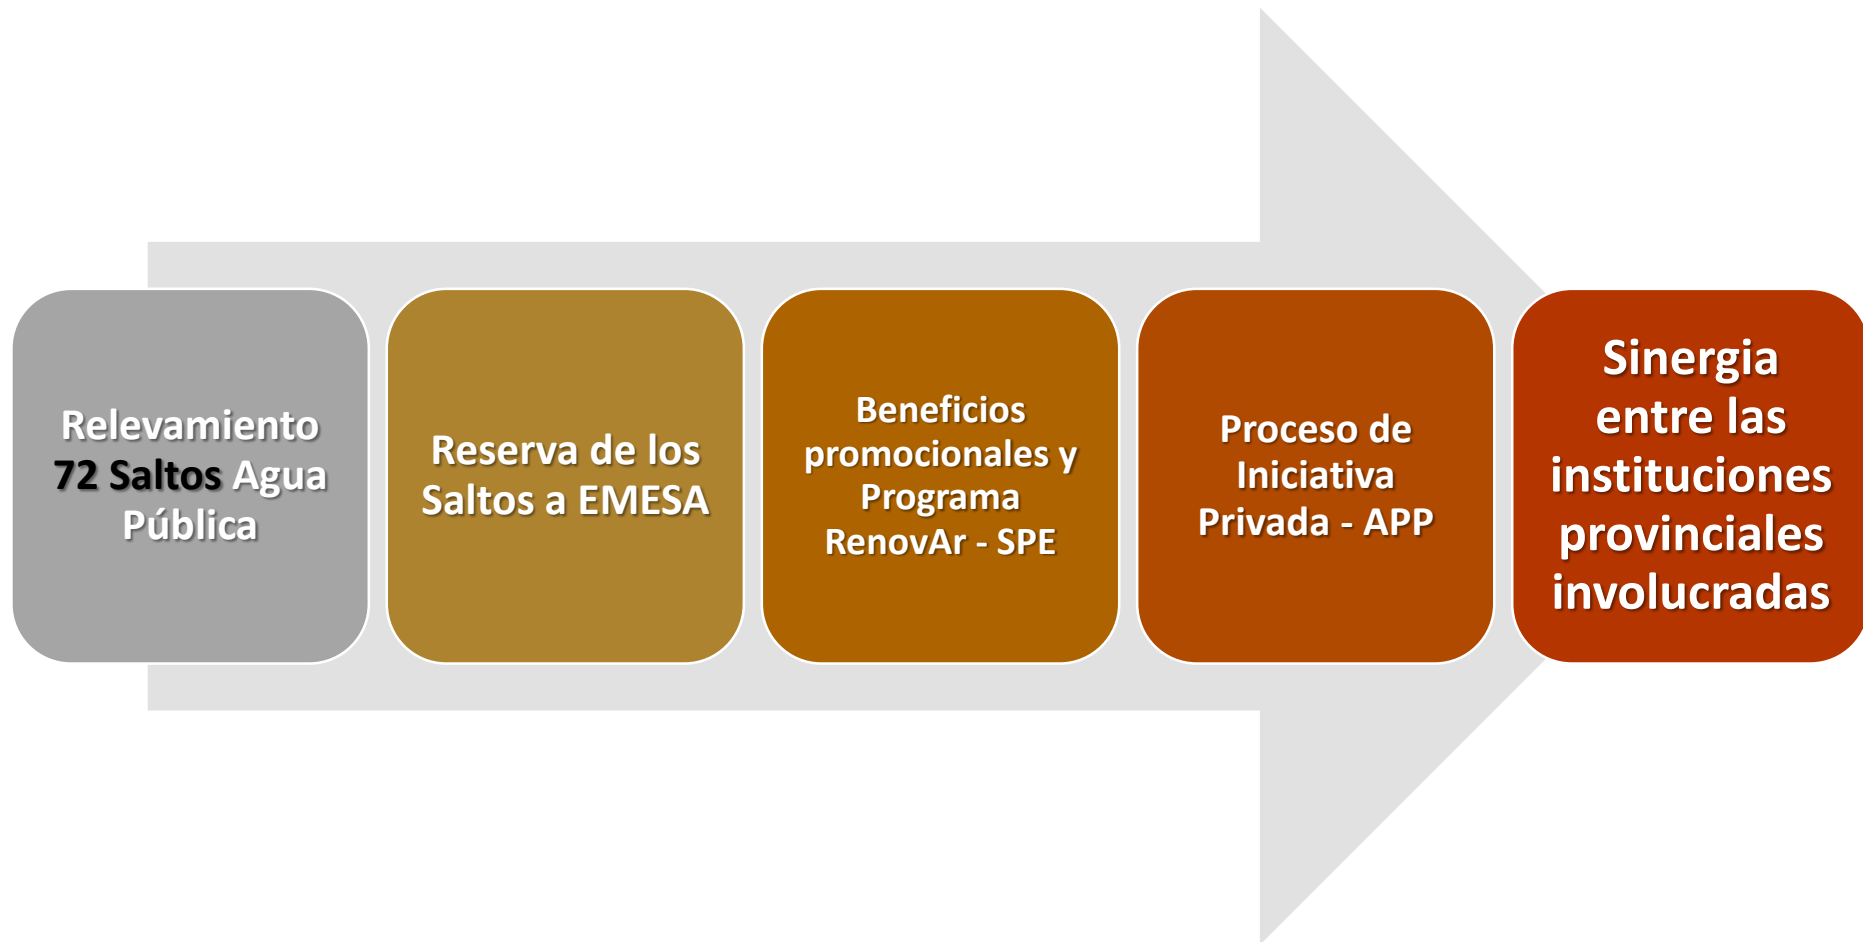 Relevamiento
72 Saltos Agua
Pública
Reserva de los
Saltos a EMESA
Beneficios
promocionales y
Programa
RenovAr - SPE
Proceso de
Iniciativa
Privada - APP
Sinergia
entre las
instituciones
provinciales
involucradas